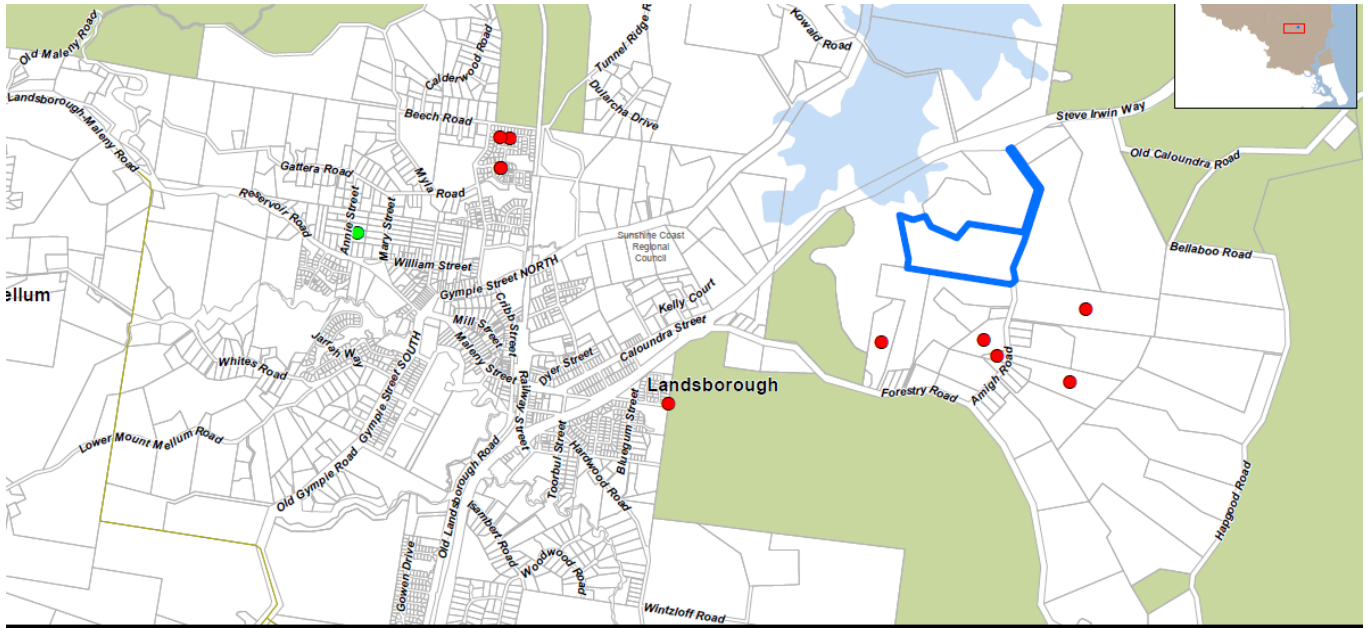 Old Maleny Road
Calderwood Road
Tunnel Ridge R
Kowald Road
Landsborough-Maleny Road
Beech Road
Dularcha Drive
Steve Irwin Way
Old Caloundra Road
Gattera Road
Myla Road
Reservoir Road
Annie Street
Mary Street
William Street
Sunshine Coast
Regional
Council
Bellaboo Road
Gympie Street NORTH
ellum
Kelly Court
Cribb Street
Mill Street
Maleny Street
Caloundra Street
Jarrah Way
Whites Road
Dyer Street
Gympie Street SOUTH
Railway Street
Landsborough
Forestry Road
Amigh Road
Lower Mount Mellum Road
Bluegum Street
Toorbul Street
Hardwood Road
Old Gympie Road
Old Landsborough Road
Isambert Road
Woodwood Road
Hapgood Road
Gowen Drive
Wintzloff Road